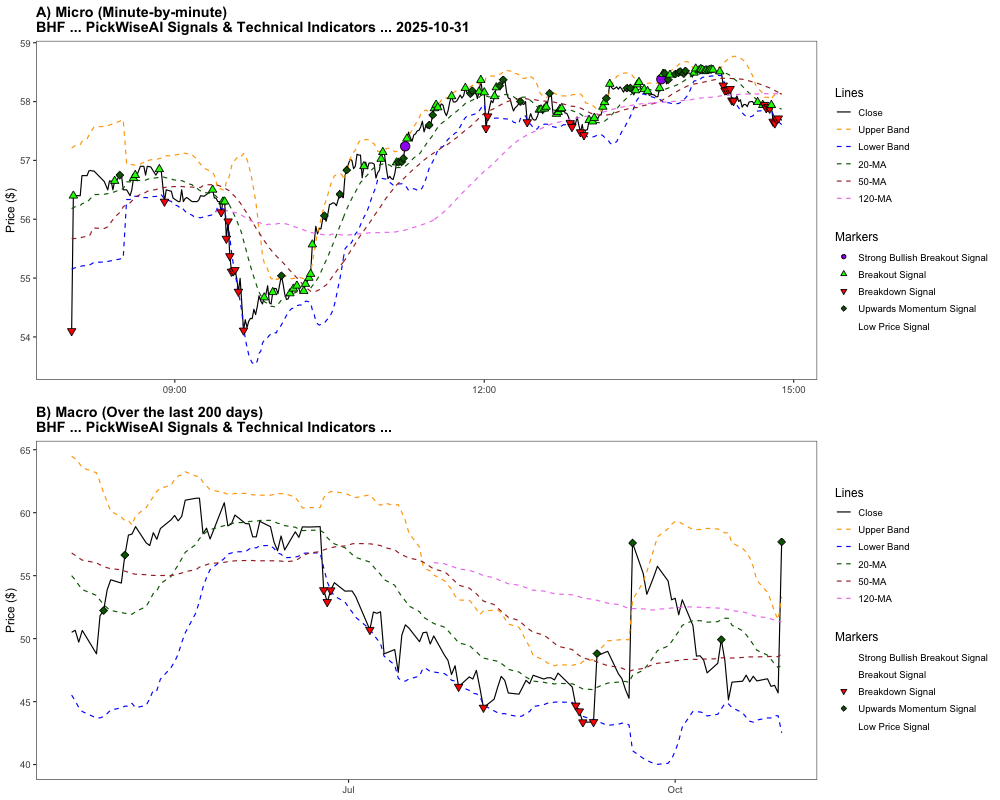 A) Micro (Minute-by-minute)
BHF ... PickWiseAI Signals & Technical Indicators ... 2025-10-31
59
58
57
56
55
54
Price ($)
09:00
12:00
15:00
Lines
Close
Upper Band
Lower Band
20-MA
50-MA
120-MA
Markers
Strong Bullish Breakout Signal
Breakout Signal
Breakdown Signal
Upwards Momentum Signal
Low Price Signal
B) Macro (Over the last 200 days)
BHF ... PickWiseAI Signals & Technical Indicators ...
65
60
55
50
45
40
Price ($)
Jul
Oct
Lines
Close
Upper Band
Lower Band
20-MA
50-MA
120-MA
Markers
Strong Bullish Breakout Signal
Breakout Signal
Breakdown Signal
Upwards Momentum Signal
Low Price Signal